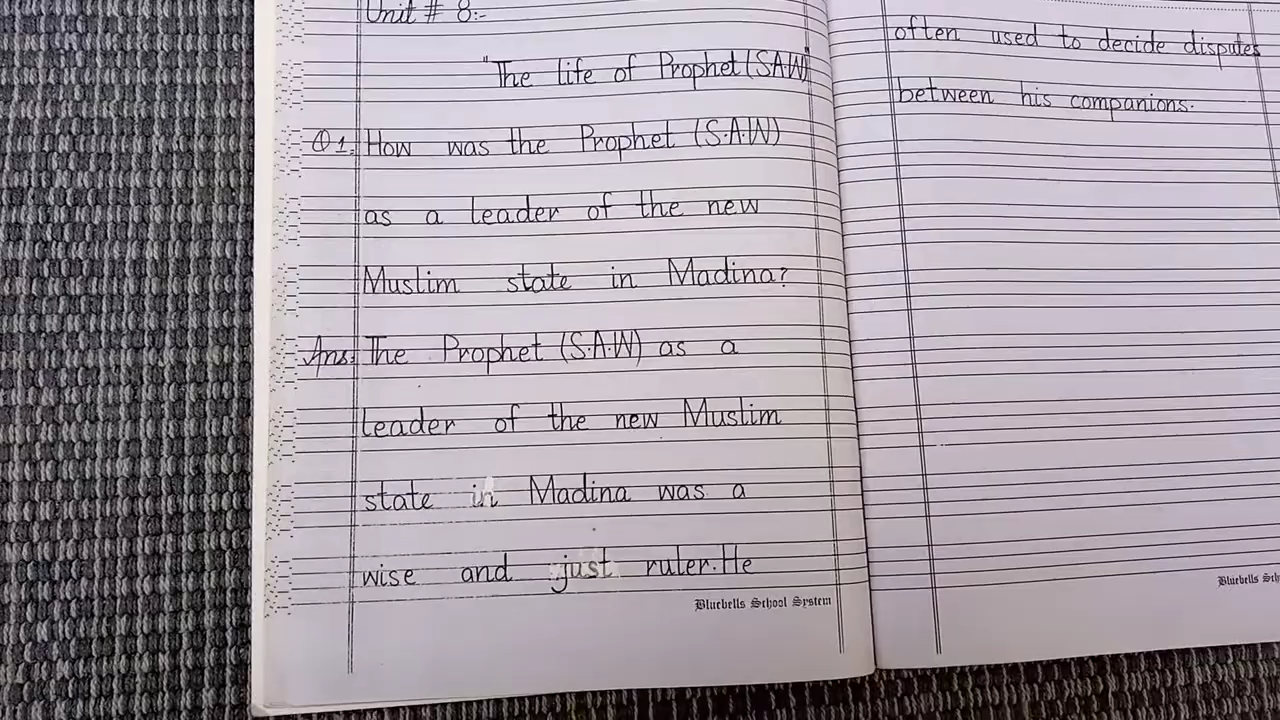 Unit # 8:-
"The life of Prophet (S.A.W)"
Q1. How was the Prophet (S.A.W)
as a leader of the new
Muslim state in Madina?
Ans. The Prophet (S.A.W) as a
leader of the new Muslim
state in Madina was a
wise and just ruler. He
Bluebells School System
often used to decide disputes
between his companions.
Bluebells Sch